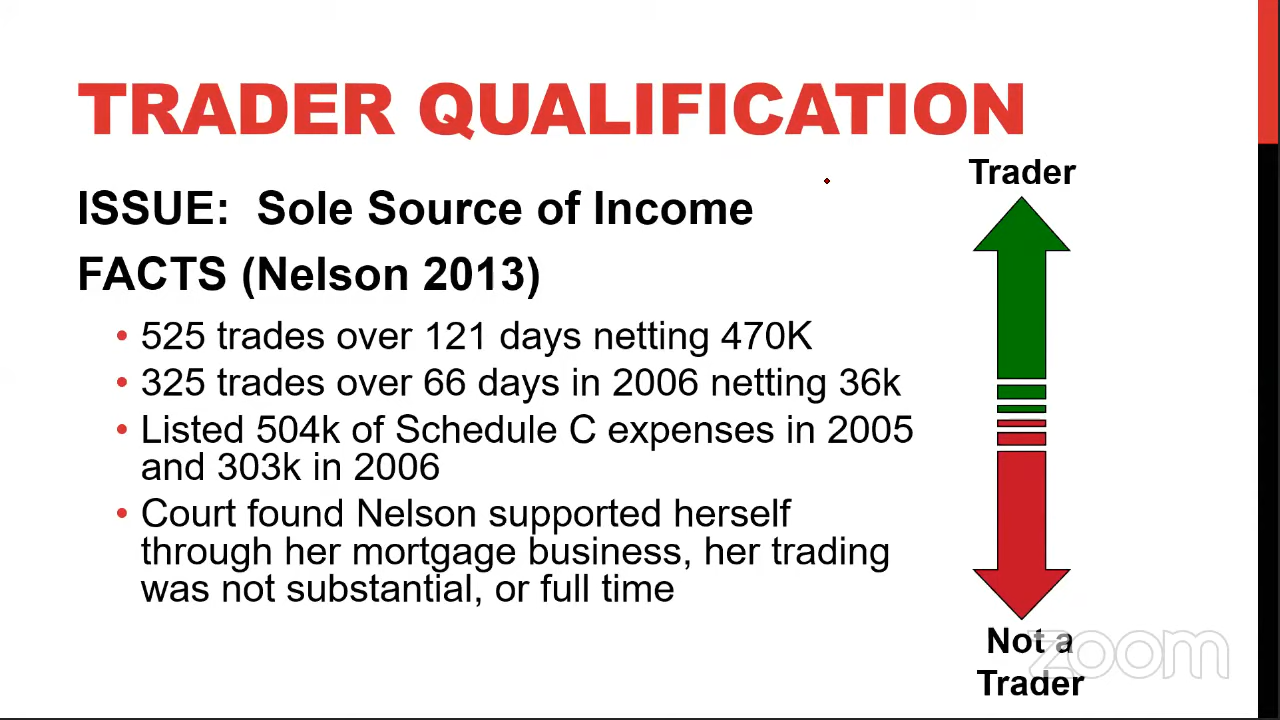 TRADER QUALIFICATION
Trader
ISSUE: Sole Source of Income
FACTS (Nelson 2013)
• 525 trades over 121 days netting 470K
• 325 trades over 66 days in 2006 netting 36k
• Listed 504k of Schedule C expenses in 2005
and 303k in 2006
• Court found Nelson supported herself
through her mortgage business, her trading
was not substantial, or full time
Not a
Trader
zoom